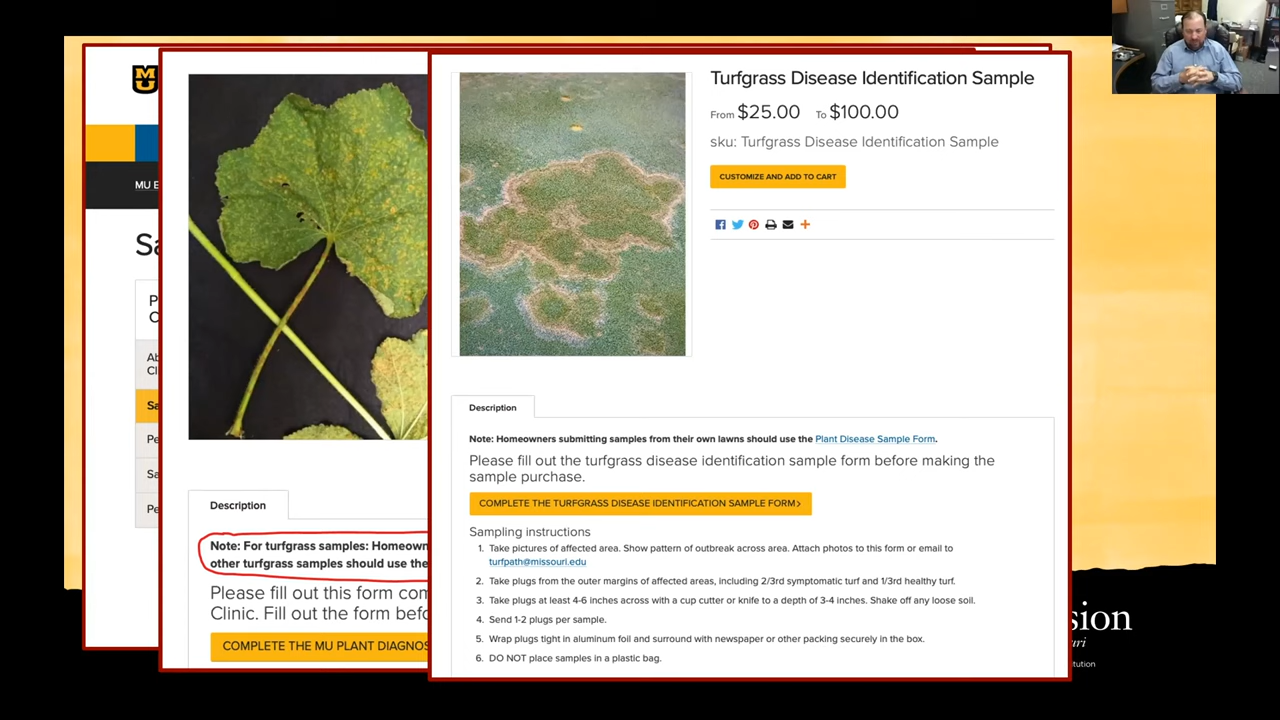 MU
MU E
Sa
P
C
Ab
Cl
Sa
Pe
Sa
Pe
Description
Note: For turfgrass samples: Homeown
other turfgrass samples should use the
Please fill out this form com
Clinic. Fill out the form befo
COMPLETE THE MU PLANT DIAGNOS
Turfgrass Disease Identification Sample
From $25.00 To $100.00
sku: Turfgrass Disease Identification Sample
CUSTOMIZE AND ADD TO CART
Description
Note: Homeowners submitting samples from their own lawns should use the Plant Disease Sample Form.
Please fill out the turfgrass disease identification sample form before making the
sample purchase.
COMPLETE THE TURFGRASS DISEASE IDENTIFICATION SAMPLE FORM›
Sampling instructions
1. Take pictures of affected area. Show pattern of outbreak across area. Attach photos to this form or email to
turfpath@missouri.edu
2. Take plugs from the outer margins of affected areas, including 2/3rd symptomatic turf and 1/3rd healthy turf.
3. Take plugs at least 4-6 inches across with a cup cutter or knife to a depth of 3-4 inches. Shake off any loose soil.
4. Send 1-2 plugs per sample.
5. Wrap plugs tight in aluminum foil and surround with newspaper or other packing securely in the box.
6. DO NOT place samples in a plastic bag.
sion
uri
tution